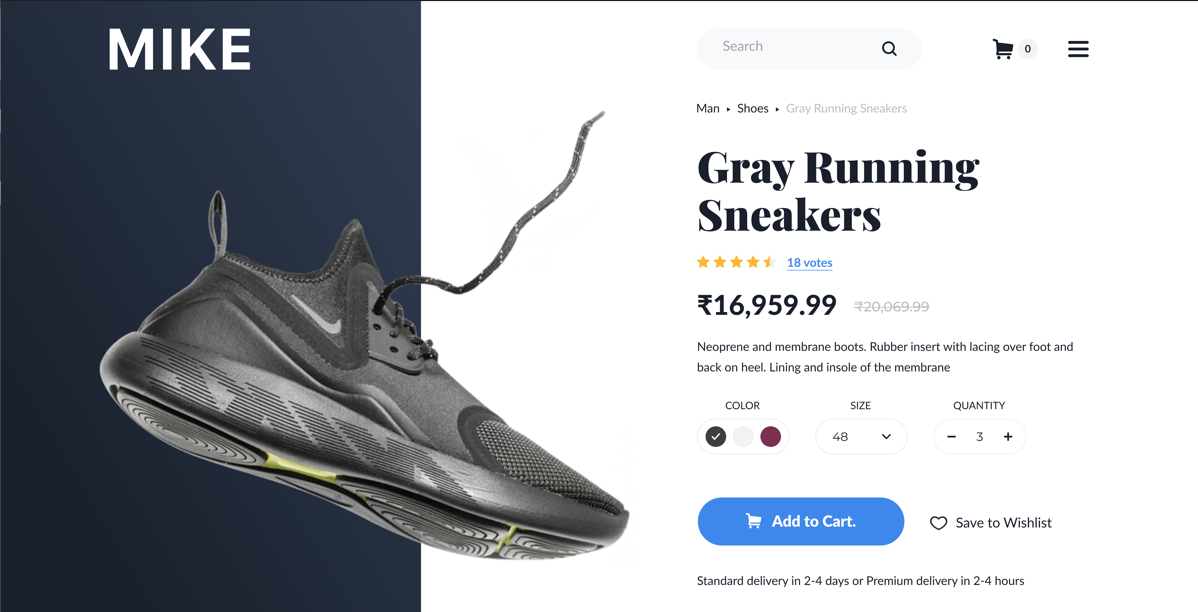 MIKE
Search
0
Man ▸ Shoes ▸ Gray Running Sneakers
Gray Running
Sneakers
18 votes
₹16,959.99 ₹20,069.99
Neoprene and membrane boots. Rubber insert with lacing over foot and
back on heel. Lining and insole of the membrane
COLOR SIZE QUANTITY
48 − 3 +
Add to Cart. Save to Wishlist
Standard delivery in 2-4 days or Premium delivery in 2-4 hours